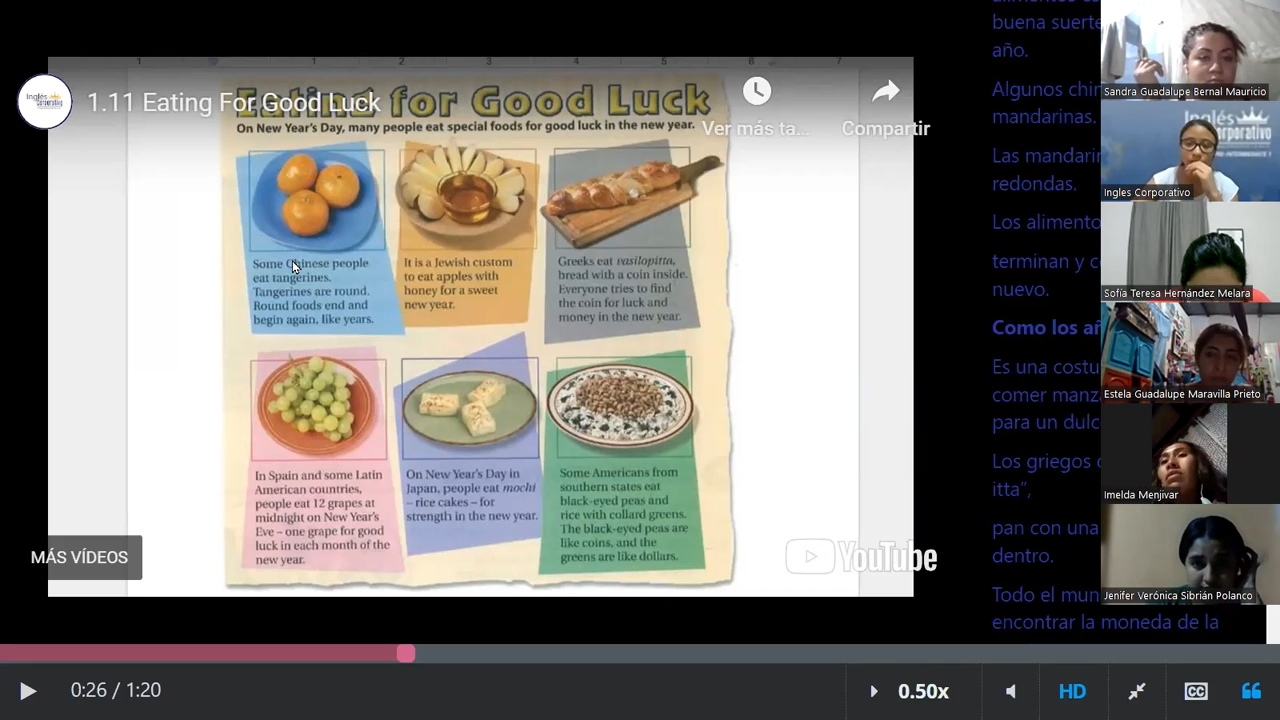 1.11 Eating For Good Luck
Eating for Good Luck
On New Year's Day, many people eat special foods for good luck in the new year.
Ver más ta...
Compartir
Some Chinese people
eat tangerines.
Tangerines are round.
Round foods end and
begin again, like years.
It is a Jewish custom
to eat apples with
honey for a sweet
new year.
Greeks eat vasilopitta,
bread with a coin inside.
Everyone tries to find
the coin for luck and
money in the new year.
In Spain and some Latin
American countries,
people eat 12 grapes at
midnight on New Year's
Eve – one grape for good
luck in each month of the
new year.
On New Year's Day in
Japan, people eat mochi
– rice cakes – for
strength in the new year.
Some Americans from
southern states eat
black-eyed peas and
rice with collard greens.
The black-eyed peas are
like coins, and the
greens are like dollars.
MÁS VÍDEOS
YouTube
buena suerte
año.
Algunos chi
mandarinas.
Las mandari
redondas.
Los alimento
terminan y c
nuevo.
Como los añ
Es una costu
comer manz
para un dulc
Los griegos
itta",
pan con una
dentro.
Todo el mun
encontrar la moneda de la
Sandra Guadalupe Bernal Mauricio
Inglés
Corporativo
Ingles Corporativo
Sofía Teresa Hernández Melara
Estela Guadalupe Maravilla Prieto
Imelda Menjivar
Jenifer Verónica Sibrián Polanco
0:26 / 1:20
0.50x
HD
CC